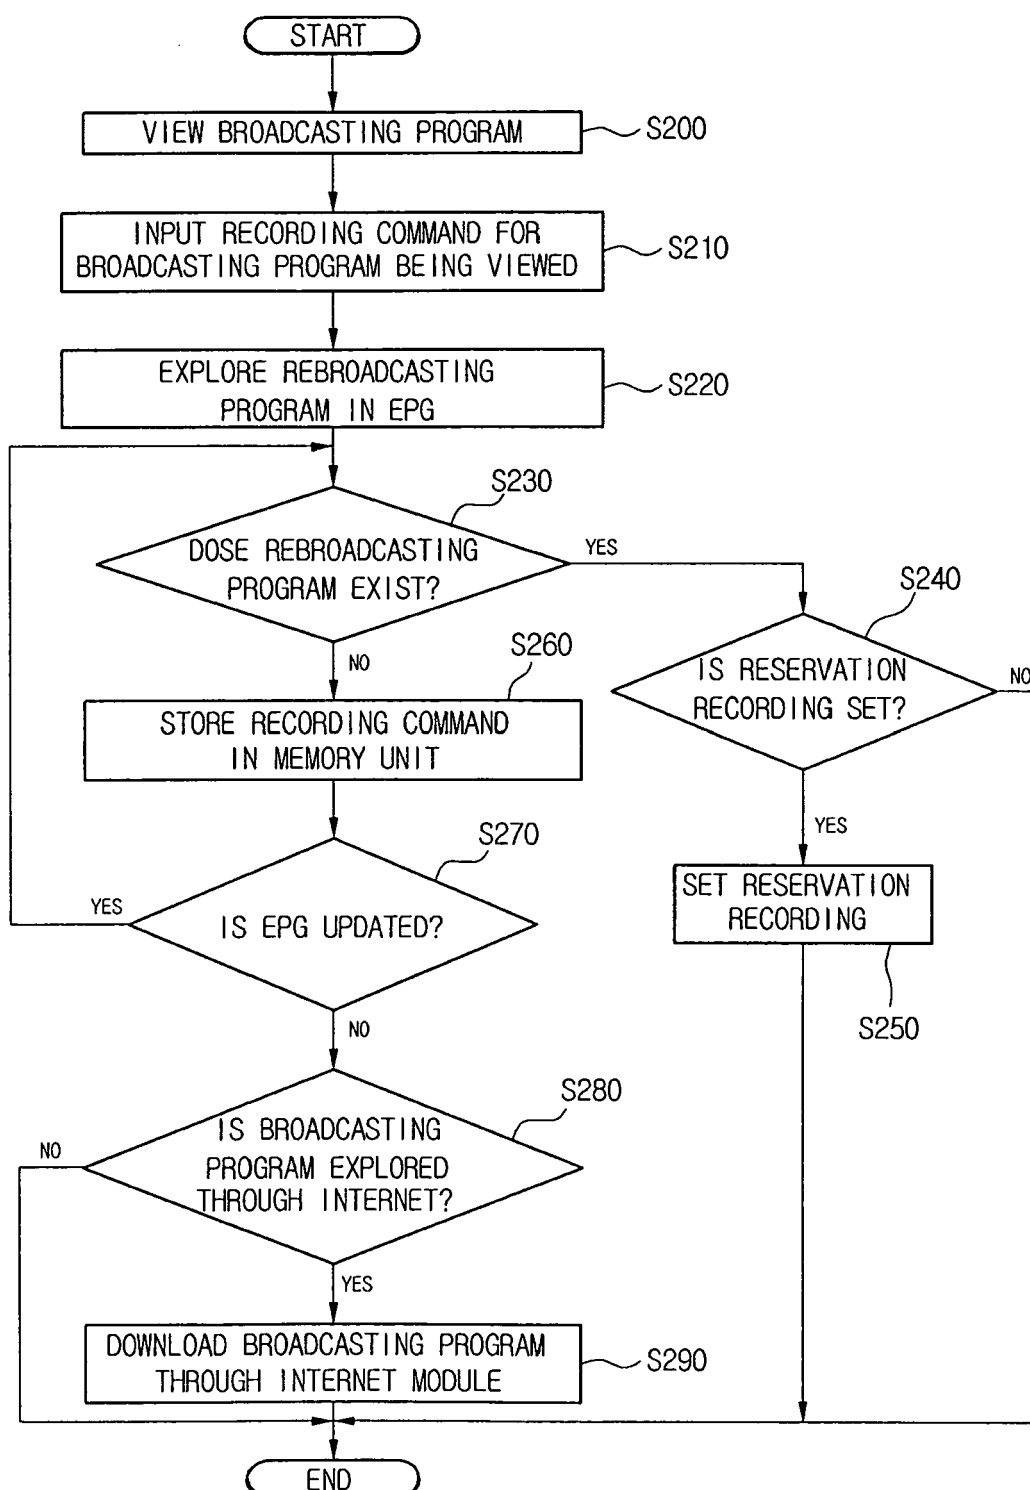 START
VIEW BROADCASTING PROGRAM
S200
INPUT RECORDING COMMAND FOR
BROADCASTING PROGRAM BEING VIEWED
S210
EXPLORE REBROADCASTING
PROGRAM IN EPG
S220
S230
DOSE REBROADCASTING
PROGRAM EXIST?
YES
NO
S240
IS RESERVATION
RECORDING SET?
NO
YES
SET RESERVATION
RECORDING
S250
S260
STORE RECORDING COMMAND
IN MEMORY UNIT
S270
IS EPG UPDATED?
YES
NO
S280
IS BROADCASTING
PROGRAM EXPLORED
THROUGH INTERNET?
NO
YES
DOWNLOAD BROADCASTING PROGRAM
THROUGH INTERNET MODULE
S290
END